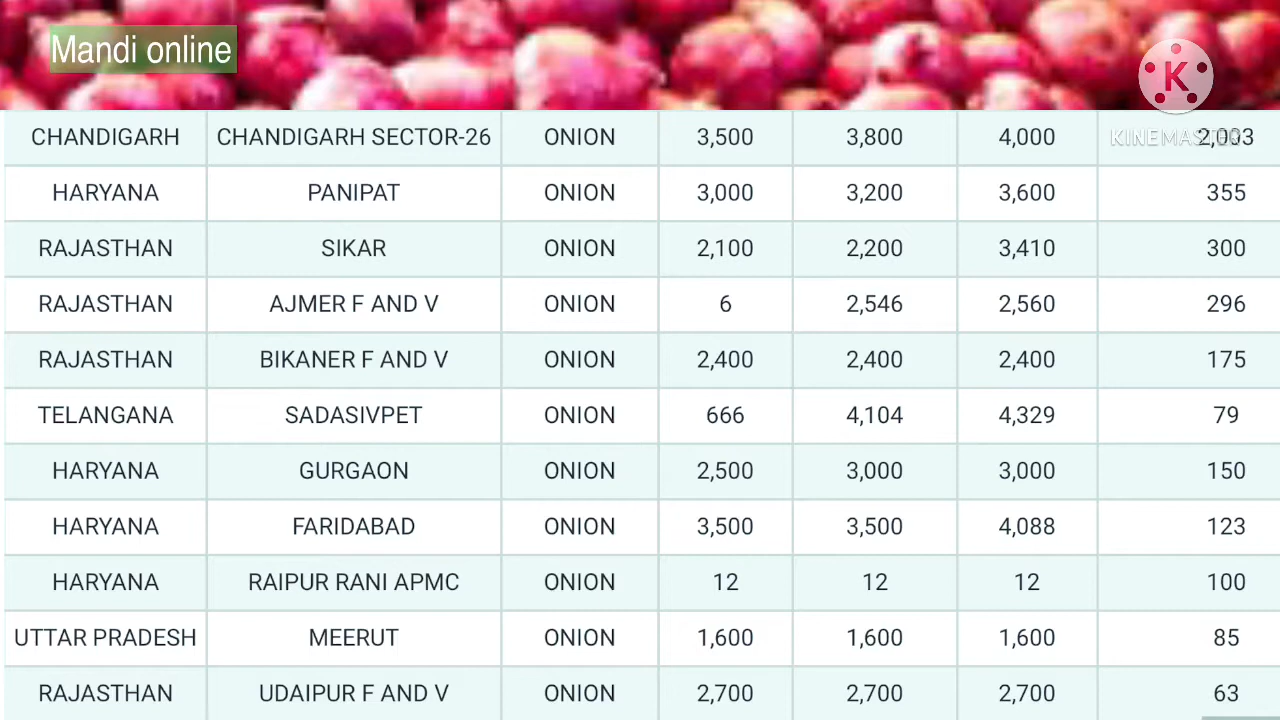 Mandi online
K
KINEMASTER
CHANDIGARH CHANDIGARH SECTOR-26 ONION 3,500 3,800 4,000 2,003
HARYANA PANIPAT ONION 3,000 3,200 3,600 355
RAJASTHAN SIKAR ONION 2,100 2,200 3,410 300
RAJASTHAN AJMER F AND V ONION 6 2,546 2,560 296
RAJASTHAN BIKANER F AND V ONION 2,400 2,400 2,400 175
TELANGANA SADASIVPET ONION 666 4,104 4,329 79
HARYANA GURGAON ONION 2,500 3,000 3,000 150
HARYANA FARIDABAD ONION 3,500 3,500 4,088 123
HARYANA RAIPUR RANI APMC ONION 12 12 12 100
UTTAR PRADESH MEERUT ONION 1,600 1,600 1,600 85
RAJASTHAN UDAIPUR F AND V ONION 2,700 2,700 2,700 63